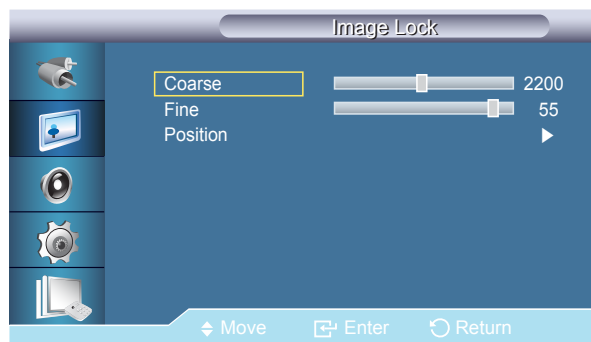 Image Lock
Coarse 2200
Fine 55
Position
Move Enter Return